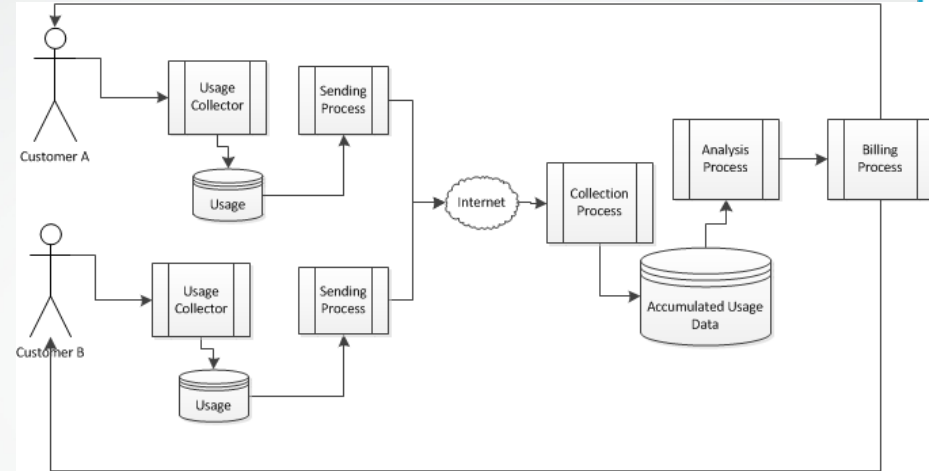 Customer A
Usage
Collector
Usage
Sending
Process
Customer B
Usage
Collector
Usage
Sending
Process
Internet
Collection
Process
Accumulated Usage
Data
Analysis
Process
Billing
Process